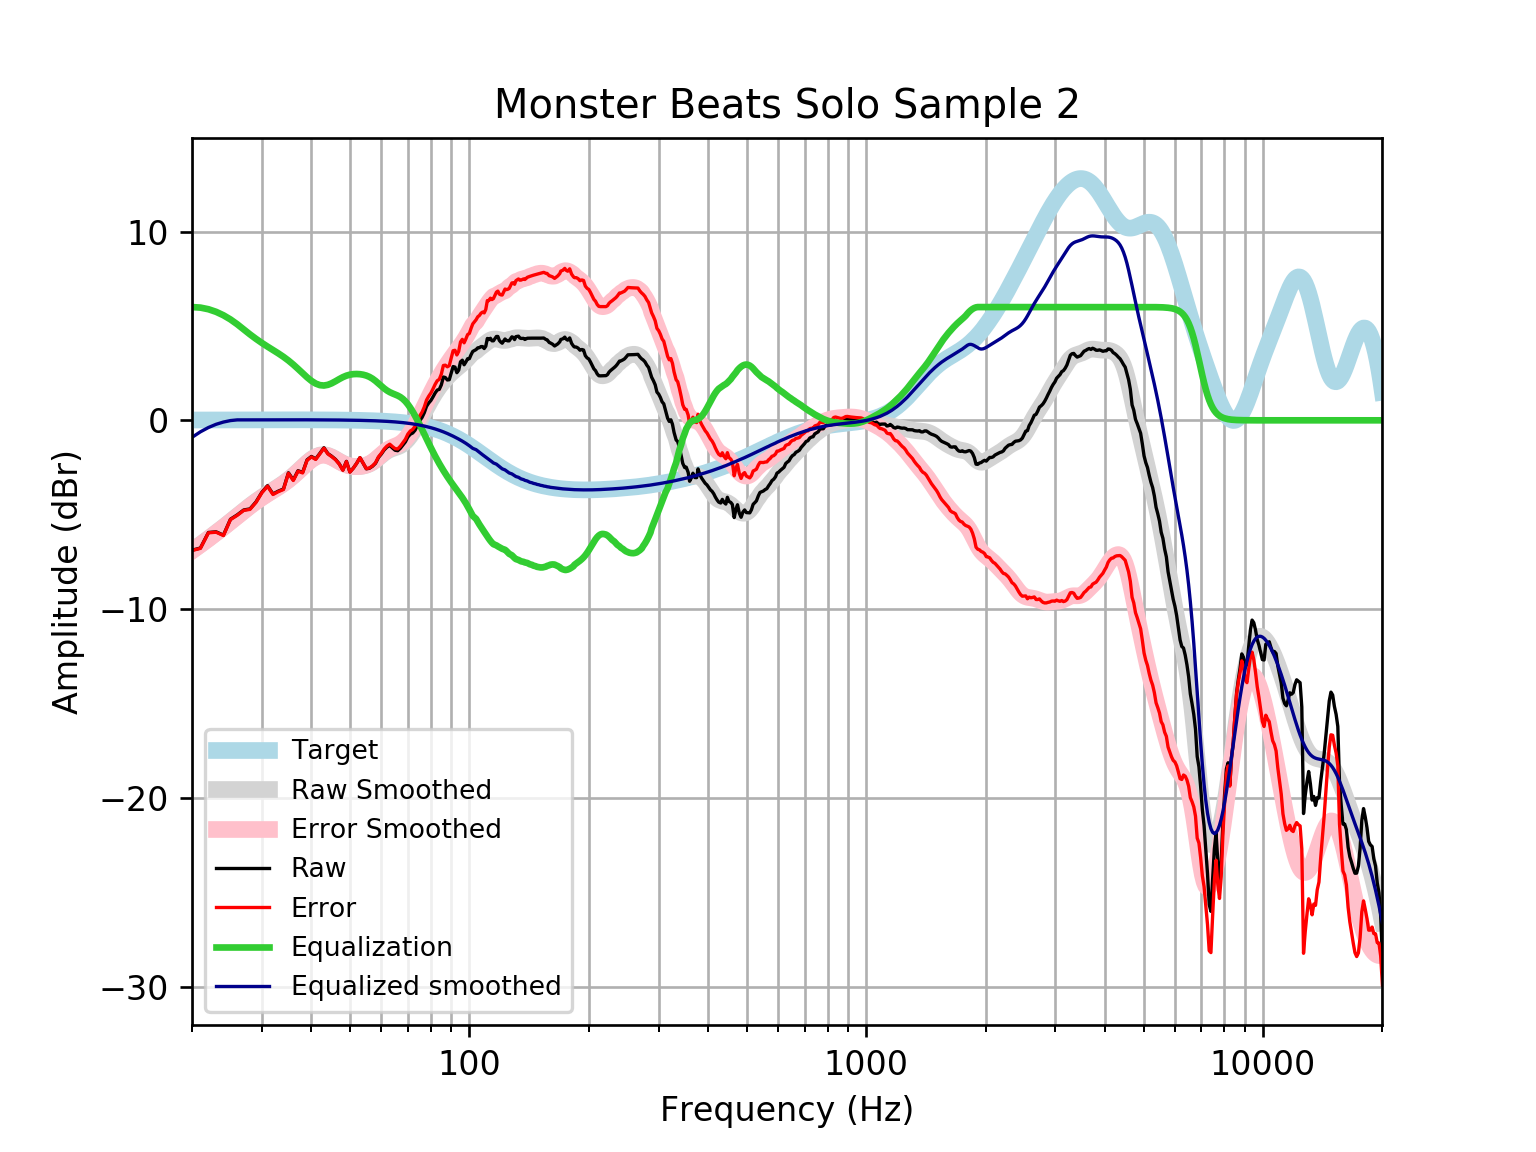 Monster Beats Solo Sample 2
Amplitude (dBr)
10
0
−10
−20
−30
Target
Raw Smoothed
Error Smoothed
Raw
Error
Equalization
Equalized smoothed
100
1000
10000
Frequency (Hz)